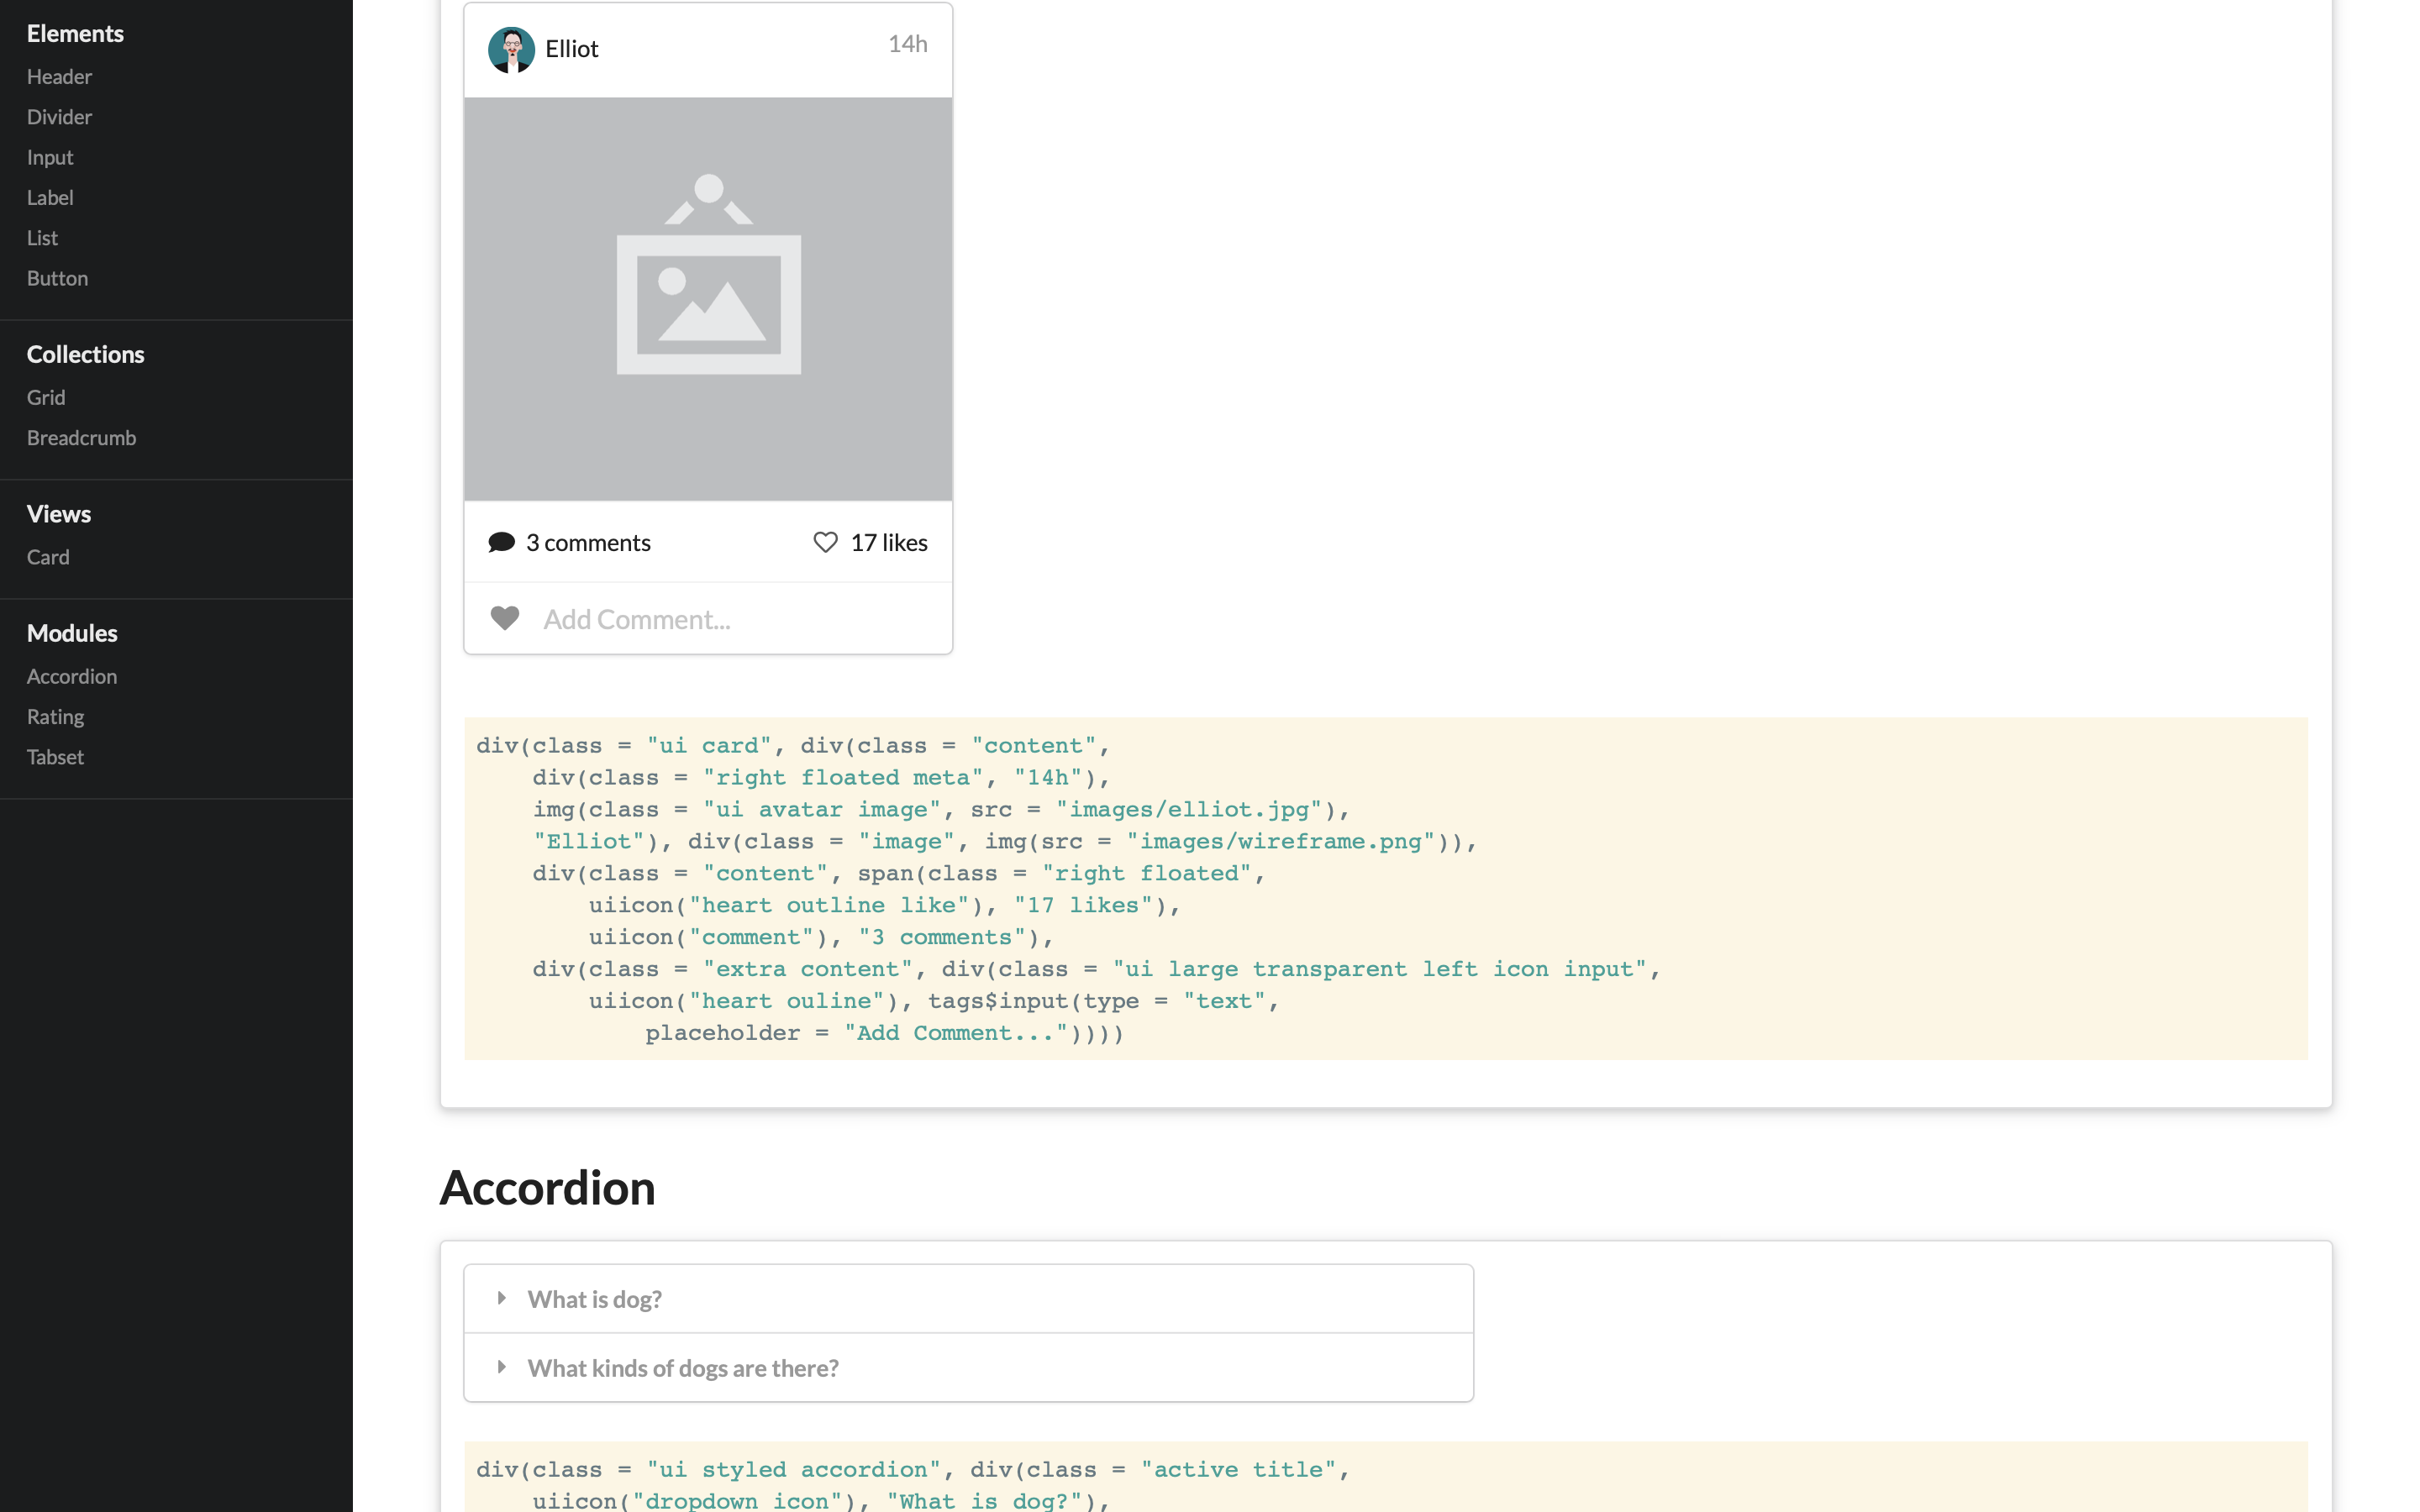 Elements
Header
Divider
Input
Label
List
Button
Collections
Grid
Breadcrumb
Views
Card
Modules
Accordion
Rating
Tabset
Elliot
14h
3 comments
17 likes
Add Comment...
div(class = "ui card", div(class = "content",
    div(class = "right floated meta", "14h"),
    img(class = "ui avatar image", src = "images/elliot.jpg"),
    "Elliot"), div(class = "image", img(src = "images/wireframe.png")),
    div(class = "content", span(class = "right floated",
        uiicon("heart outline like"), "17 likes"),
        uiicon("comment"), "3 comments"),
    div(class = "extra content", div(class = "ui large transparent left icon input",
        uiicon("heart ouline"), tags$input(type = "text",
            placeholder = "Add Comment..."))))
Accordion
What is dog?
What kinds of dogs are there?
div(class = "ui styled accordion", div(class = "active title",
    uiicon("dropdown icon"), "What is dog?"),